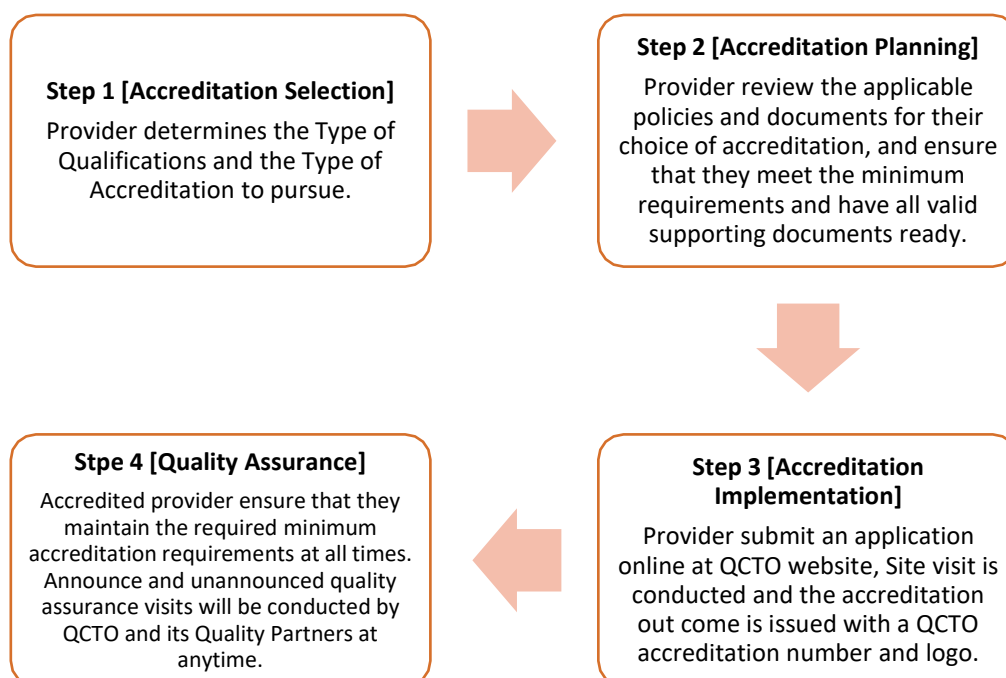 Step 1 [Accreditation Selection]
Provider determines the Type of
Qualifications and the Type of
Accreditation to pursue.
Step 2 [Accreditation Planning]
Provider review the applicable
policies and documents for their
choice of accreditation, and ensure
that they meet the minimum
requirements and have all valid
supporting documents ready.
Step 3 [Accreditation
Implementation]
Provider submit an application
online at QCTO website, Site visit is
conducted and the accreditation
out come is issued with a QCTO
accreditation number and logo.
Stpe 4 [Quality Assurance]
Accredited provider ensure that they
maintain the required minimum
accreditation requirements at all times.
Announce and unannounced quality
assurance visits will be conducted by
QCTO and its Quality Partners at
anytime.